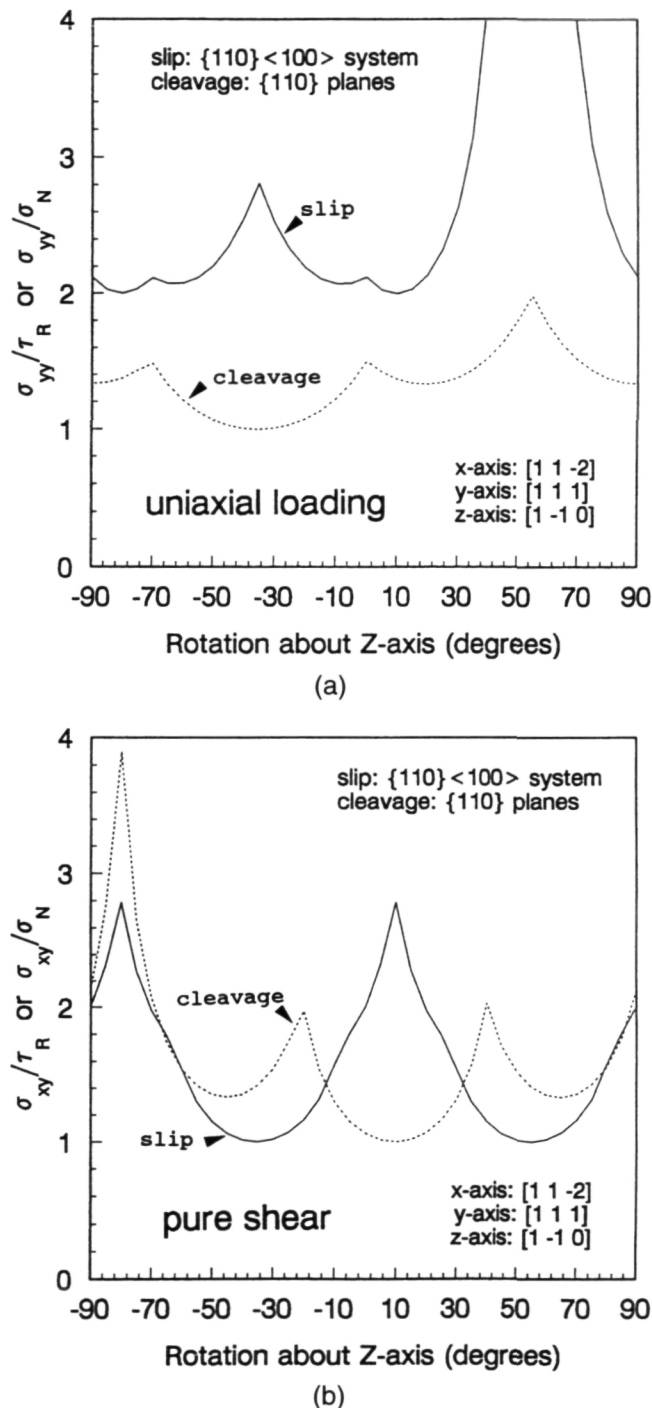 4
3
2
1
0
σyy/τR or σyy/σN
slip: {110}<100> system
cleavage: {110} planes
slip
cleavage
uniaxial loading
x-axis: [1 1 -2]
y-axis: [1 1 1]
z-axis: [1 -1 0]
-90 -70 -50 -30 -10 10 30 50 70 90
Rotation about Z-axis (degrees)
(a)
4
3
2
1
0
σxy/τR or σxy/σN
slip: {110}<100> system
cleavage: {110} planes
cleavage
slip
pure shear
x-axis: [1 1 -2]
y-axis: [1 1 1]
z-axis: [1 -1 0]
-90 -70 -50 -30 -10 10 30 50 70 90
Rotation about Z-axis (degrees)
(b)